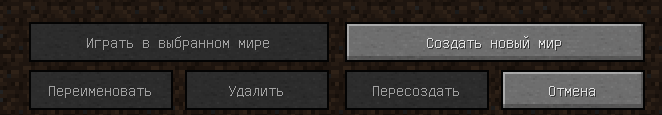 Играть в выбранном мире
Создать новый мир
Переименовать
Удалить
Пересоздать
Отмена